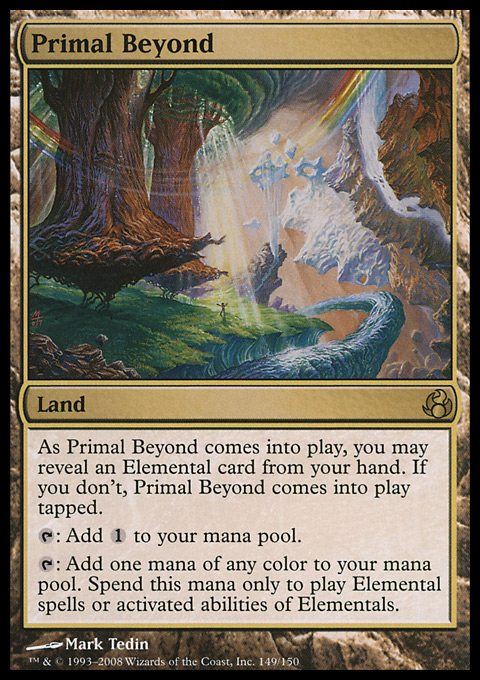 Primal Beyond
Land
As Primal Beyond comes into play, you may
reveal an Elemental card from your hand. If
you don't, Primal Beyond comes into play
tapped.
: Add 1 to your mana pool.
: Add one mana of any color to your mana
pool. Spend this mana only to play Elemental
spells or activated abilities of Elementals.
Mark Tedin
™ & © 1993–2008 Wizards of the Coast, Inc. 149/150